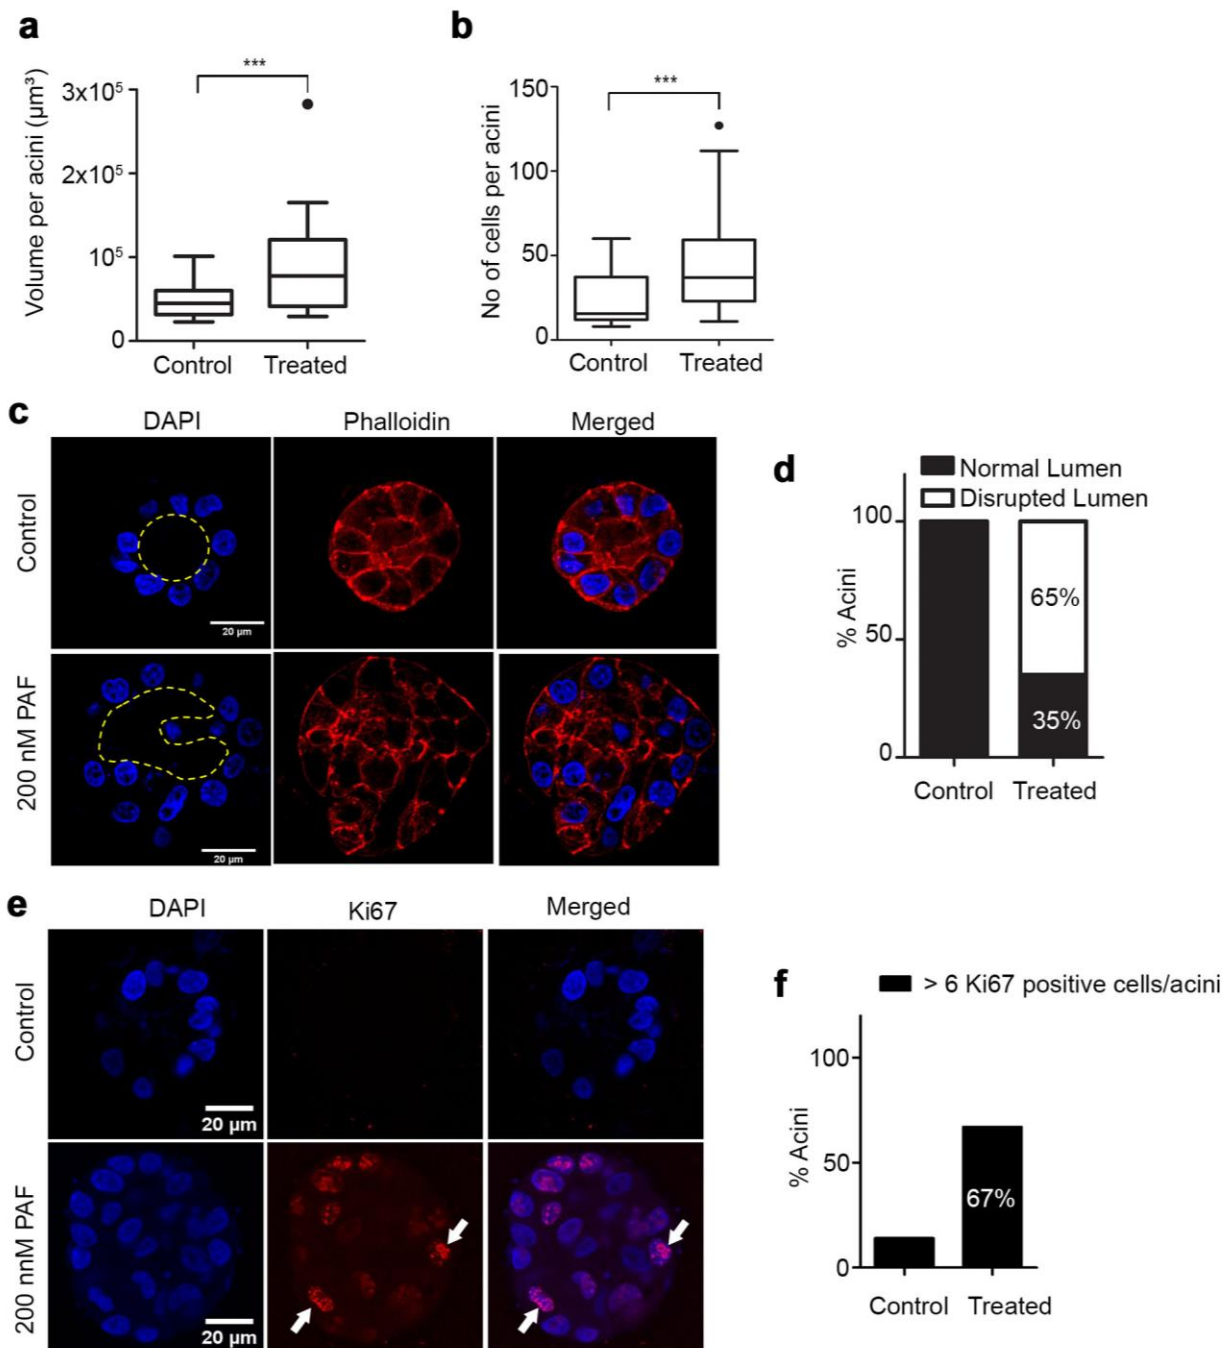 a
***
Volume per acini (µm³)
3x10⁵
2x10⁵
10⁵
0
Control Treated
b
***
No of cells per acini
150
100
50
0
Control Treated
c
DAPI Phalloidin Merged
Control
20 µm
200 nM PAF
20 µm
d
Normal Lumen
Disrupted Lumen
% Acini
100
50
0
65%
35%
Control Treated
e
DAPI Ki67 Merged
Control
20 µm
200 nnM PAF
20 µm
f
> 6 Ki67 positive cells/acini
% Acini
100
50
0
67%
Control Treated